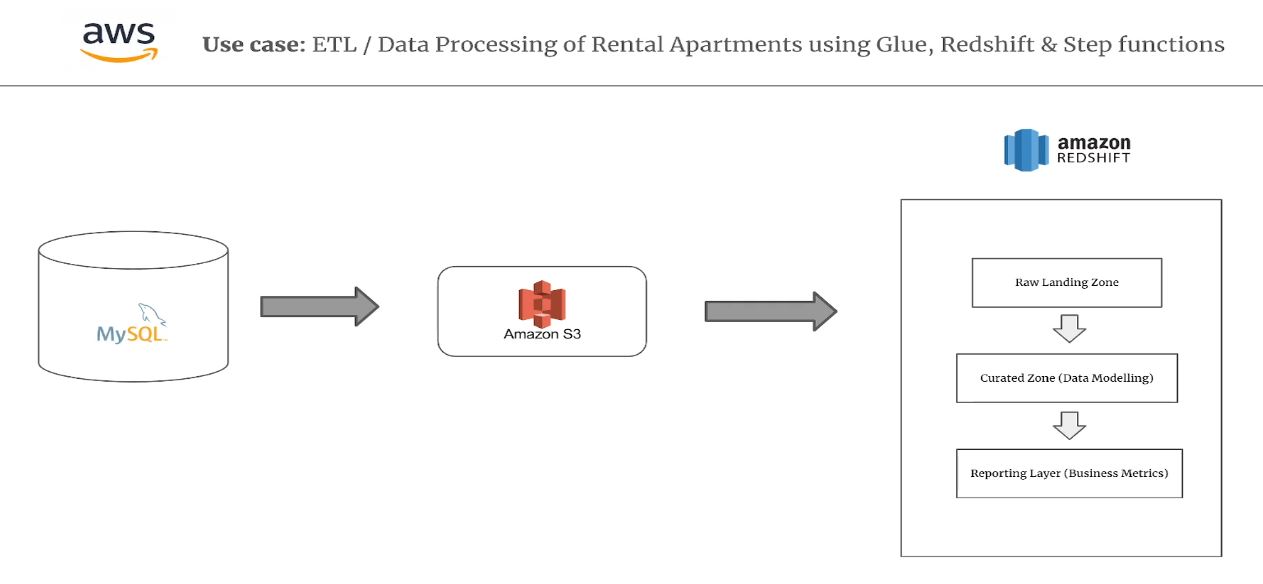 aws
Use case: ETL / Data Processing of Rental Apartments using Glue, Redshift & Step functions
amazon
REDSHIFT
MySQL™
Amazon S3
Raw Landing Zone
Curated Zone (Data Modelling)
Reporting Layer (Business Metrics)